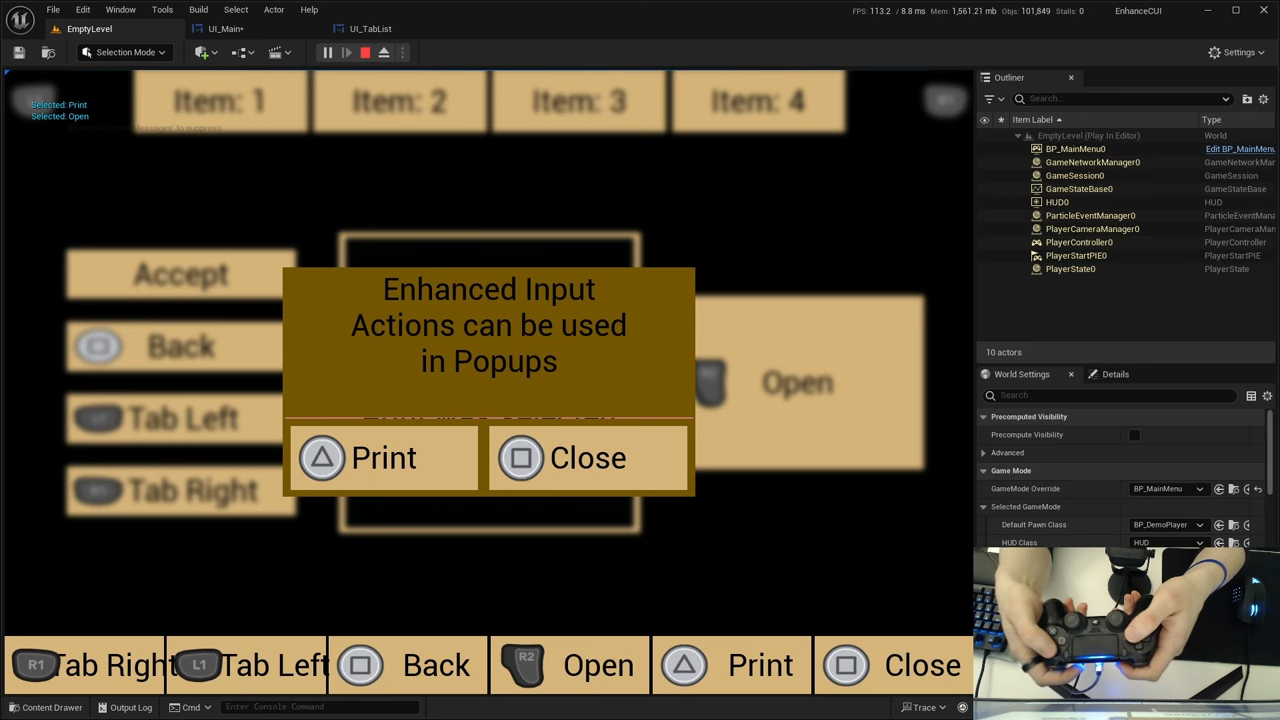 File Edit Window Tools Build Select Actor Help
FPS: 113.2 / 8.8 ms Mem: 1,561.21 mb Objs: 101,849 Stalls: 0
EnhanceCUI
EmptyLevel
UI_Main*
UI_TabList
Selection Mode
Settings
Item: 1
Item: 2
Item: 3
Item: 4
Selected: Print
Selected: Open
Accept
Back
Tab Left
Tab Right
Open
Enhanced Input
Actions can be used
in Popups
Print
Close
R1 Tab Right
L1 Tab Left
Back
R2 Open
Print
Close
Content Drawer
Output Log
Cmd
Enter Console Command
Trace
Outliner
Search...
Item Label
Type
EmptyLevel (Play In Editor) World
BP_MainMenu0 Edit BP_MainMenu
GameNetworkManager0 GameNetworkMar
GameSession0 GameSession
GameStateBase0 GameStateBase
HUD0 HUD
ParticleEventManager0 ParticleEventMana
PlayerCameraManager0 PlayerCameraMan
PlayerController0 PlayerController
PlayerStartPIE0 PlayerStartPIE
PlayerState0 PlayerState
10 actors
World Settings
Details
Search
Precomputed Visibility
Precompute Visibility
Advanced
Game Mode
GameMode Override BP_MainMenu
Selected GameMode
Default Pawn Class BP_DemoPlayer
HUD Class HUD